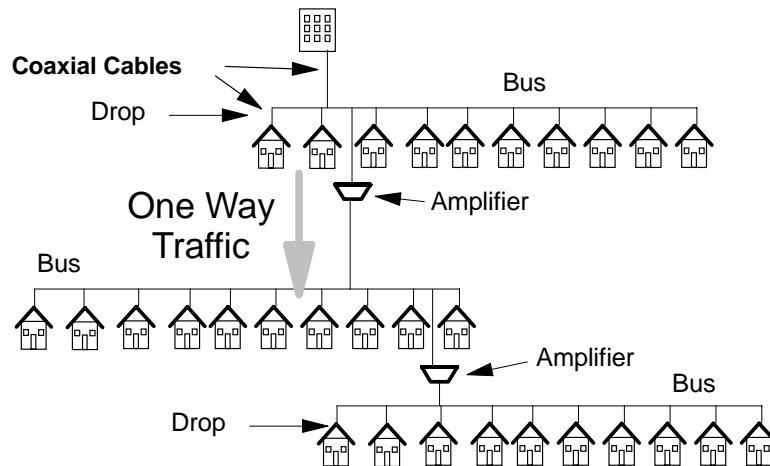 Coaxial Cables
Bus
Drop
Amplifier
One Way
Traffic
Bus
Amplifier
Bus
Drop